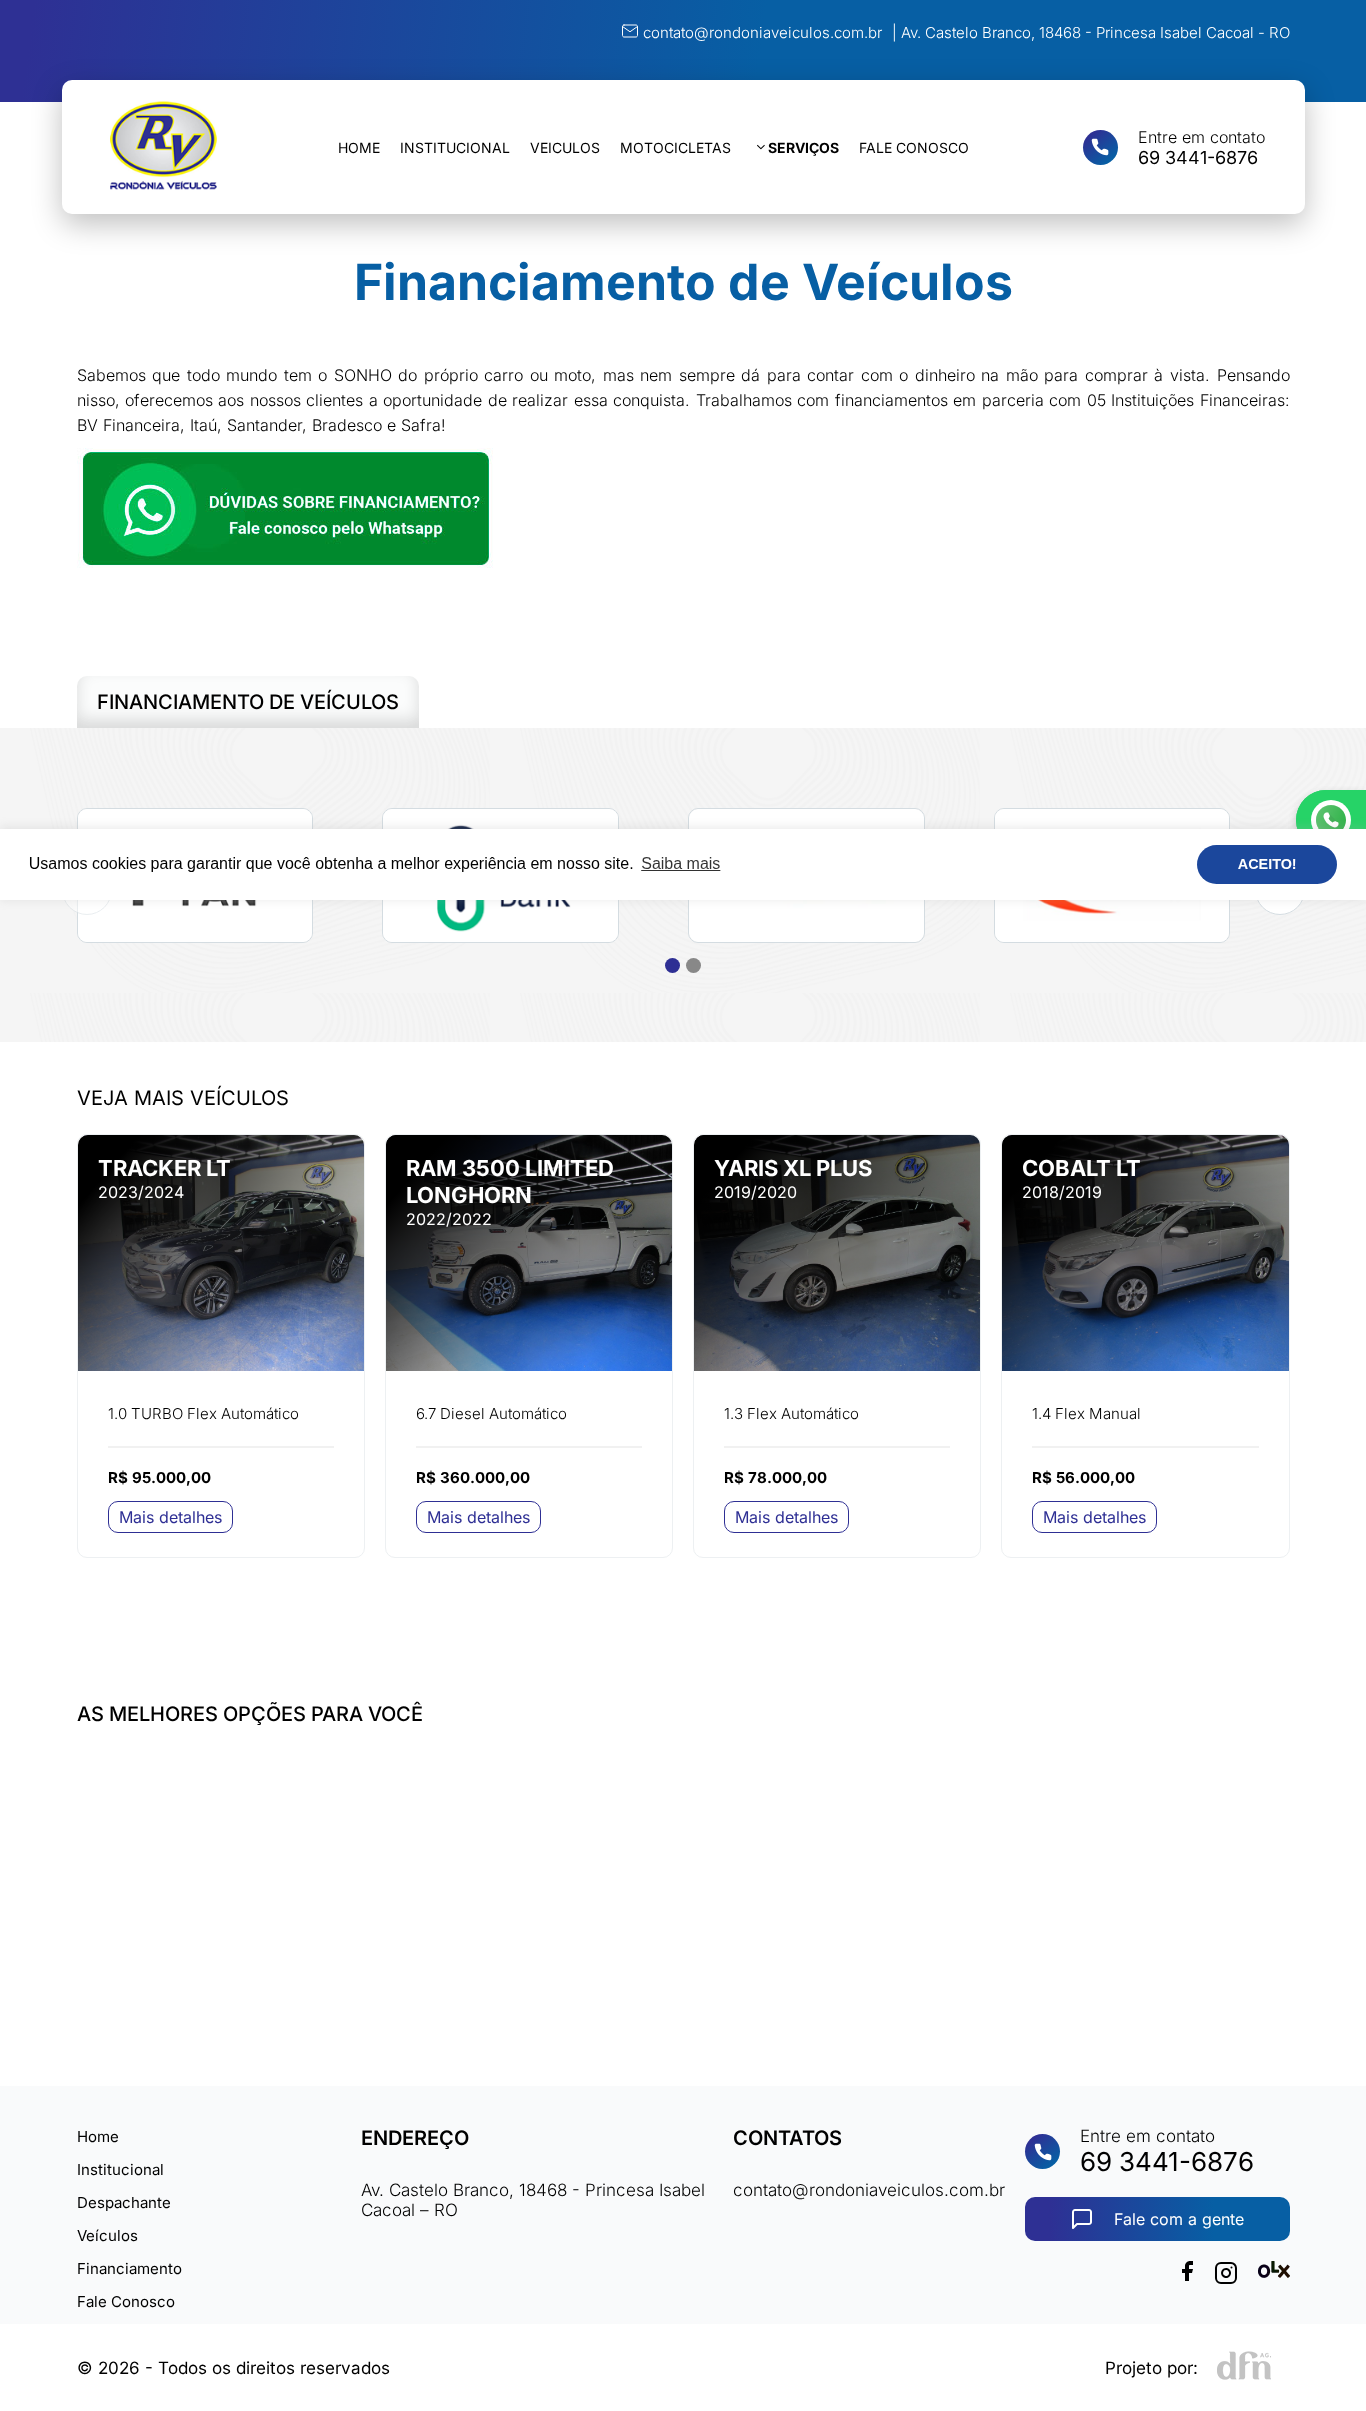 contato@rondoniaveiculos.com.br | Av. Castelo Branco, 18468 - Princesa Isabel Cacoal - RO
RV
RONDÔNIA VEÍCULOS
HOME INSTITUCIONAL VEICULOS MOTOCICLETAS SERVIÇOS FALE CONOSCO
Entre em contato
69 3441-6876
Financiamento de Veículos
Sabemos que todo mundo tem o SONHO do próprio carro ou moto, mas nem sempre dá para contar com o dinheiro na mão para comprar à vista. Pensando
nisso, oferecemos aos nossos clientes a oportunidade de realizar essa conquista. Trabalhamos com financiamentos em parceria com 05 Instituições Financeiras:
BV Financeira, Itaú, Santander, Bradesco e Safra!
DÚVIDAS SOBRE FINANCIAMENTO?
Fale conosco pelo Whatsapp
FINANCIAMENTO DE VEÍCULOS
Usamos cookies para garantir que você obtenha a melhor experiência em nosso site. Saiba mais
ACEITO!
PAN
Bank
VEJA MAIS VEÍCULOS
TRACKER LT
2023/2024
1.0 TURBO Flex Automático
R$ 95.000,00
Mais detalhes
RAM 3500 LIMITED
LONGHORN
2022/2022
6.7 Diesel Automático
R$ 360.000,00
Mais detalhes
YARIS XL PLUS
2019/2020
1.3 Flex Automático
R$ 78.000,00
Mais detalhes
COBALT LT
2018/2019
1.4 Flex Manual
R$ 56.000,00
Mais detalhes
AS MELHORES OPÇÕES PARA VOCÊ
Home
Institucional
Despachante
Veículos
Financiamento
Fale Conosco
ENDEREÇO
Av. Castelo Branco, 18468 - Princesa Isabel
Cacoal – RO
CONTATOS
contato@rondoniaveiculos.com.br
Entre em contato
69 3441-6876
Fale com a gente
olx
© 2026 - Todos os direitos reservados
Projeto por:
dfn AG.